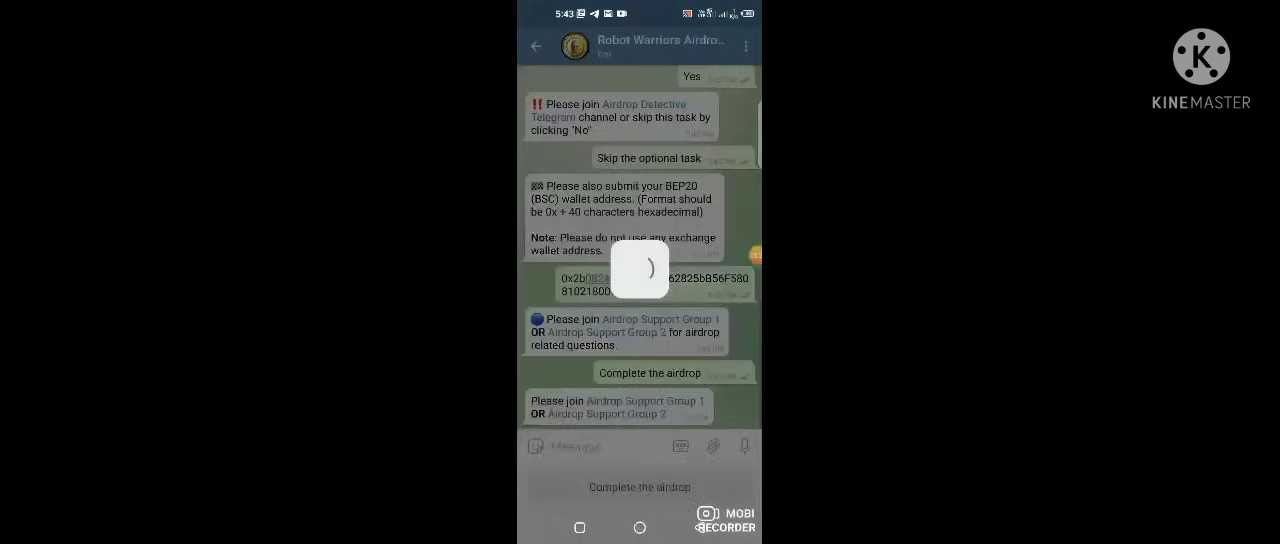 5:43
Robot Warriors Airdro...
bot
Yes
‼ Please join Airdrop Detective
Telegram channel or skip this task by
clicking "No"
Skip the optional task
Please also submit your BEP20
(BSC) wallet address. (Format should
be 0x + 40 characters hexadecimal)
Note: Please do not use any exchange
wallet address.
0x2b0824 62825bB56F580
81021800
Please join Airdrop Support Group 1
OR Airdrop Support Group 2 for airdrop
related questions.
Complete the airdrop
Please join Airdrop Support Group 1
OR Airdrop Support Group 2
Message
Complete the airdrop
MOBI
RECORDER
K
KINEMASTER